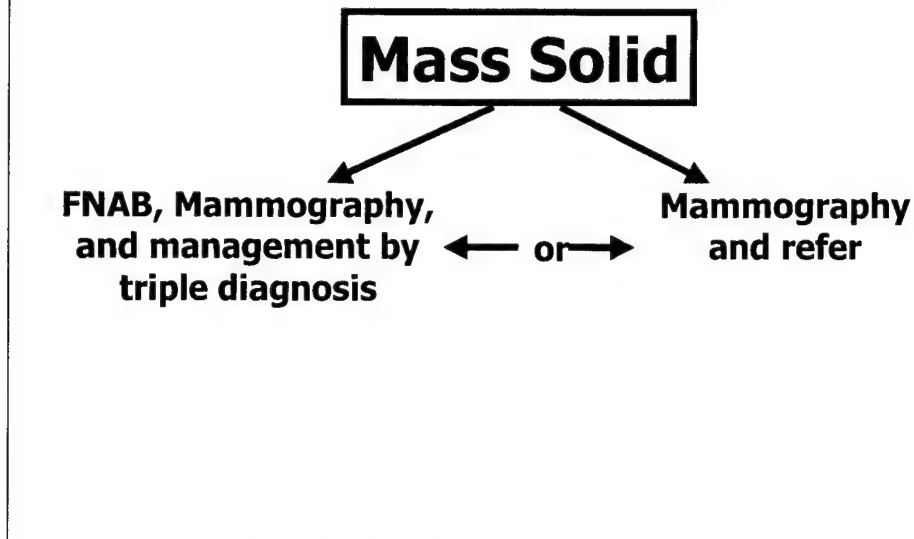 Mass Solid
FNAB, Mammography,
and management by
triple diagnosis
or
Mammography
and refer